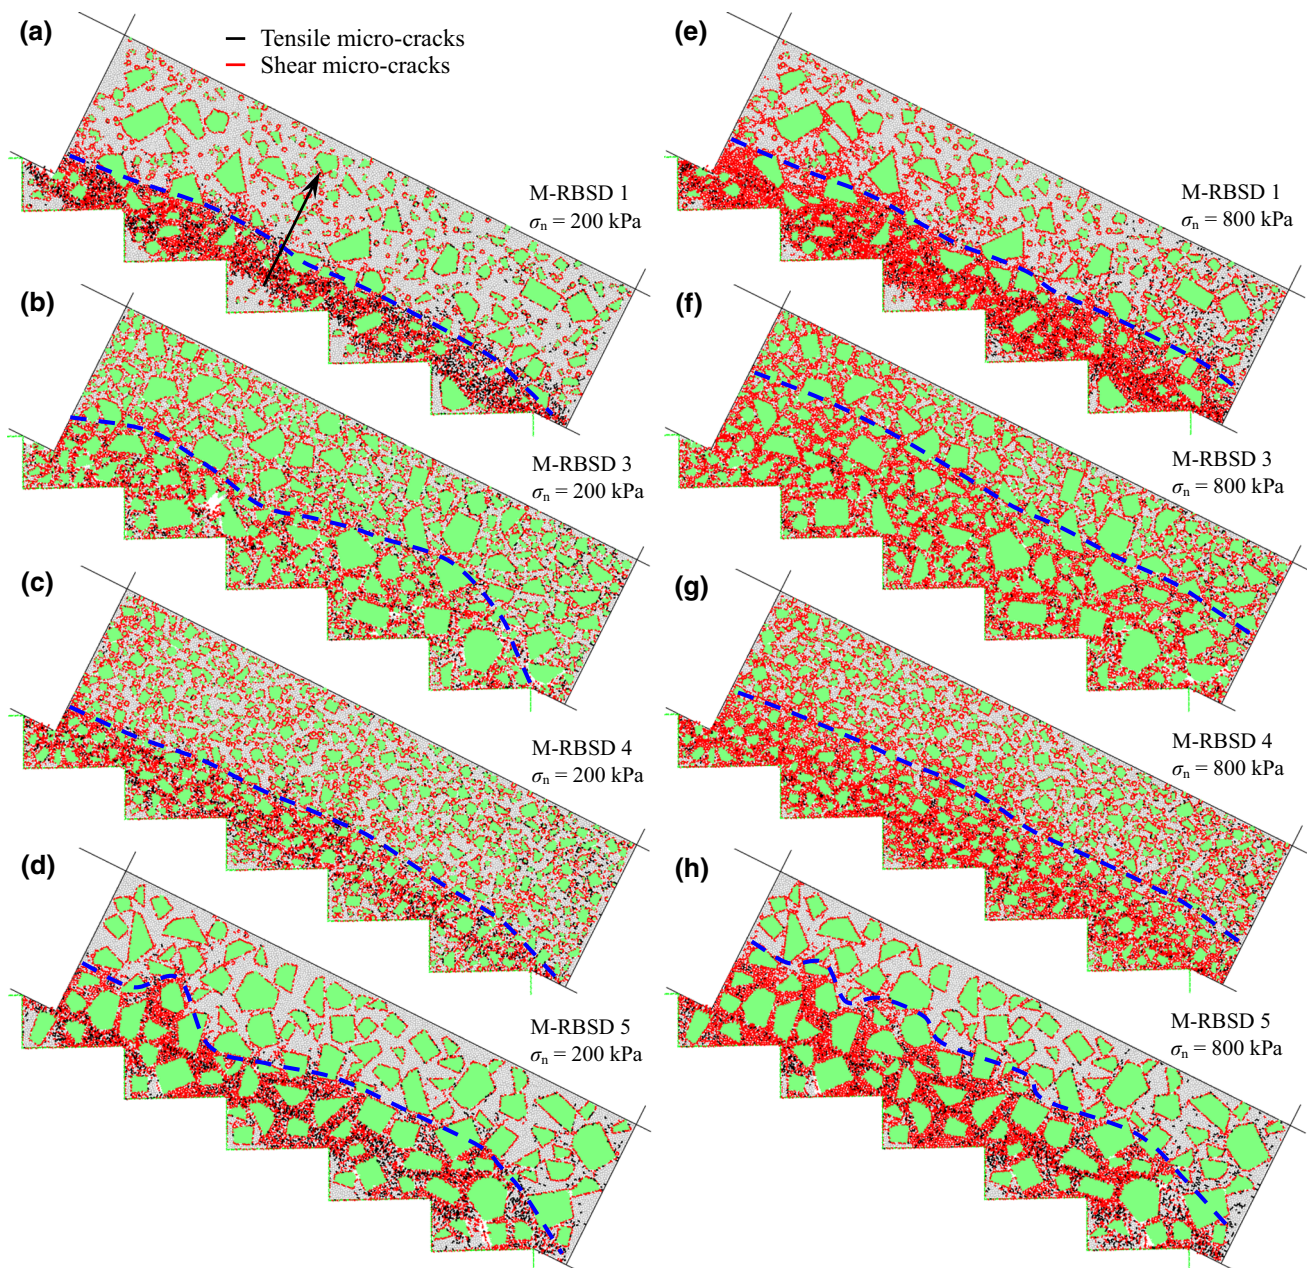 (a)
Tensile micro-cracks
Shear micro-cracks
M-RBSD 1
σn = 200 kPa
(b)
M-RBSD 3
σn = 200 kPa
(c)
M-RBSD 4
σn = 200 kPa
(d)
M-RBSD 5
σn = 200 kPa
(e)
M-RBSD 1
σn = 800 kPa
(f)
M-RBSD 3
σn = 800 kPa
(g)
M-RBSD 4
σn = 800 kPa
(h)
M-RBSD 5
σn = 800 kPa